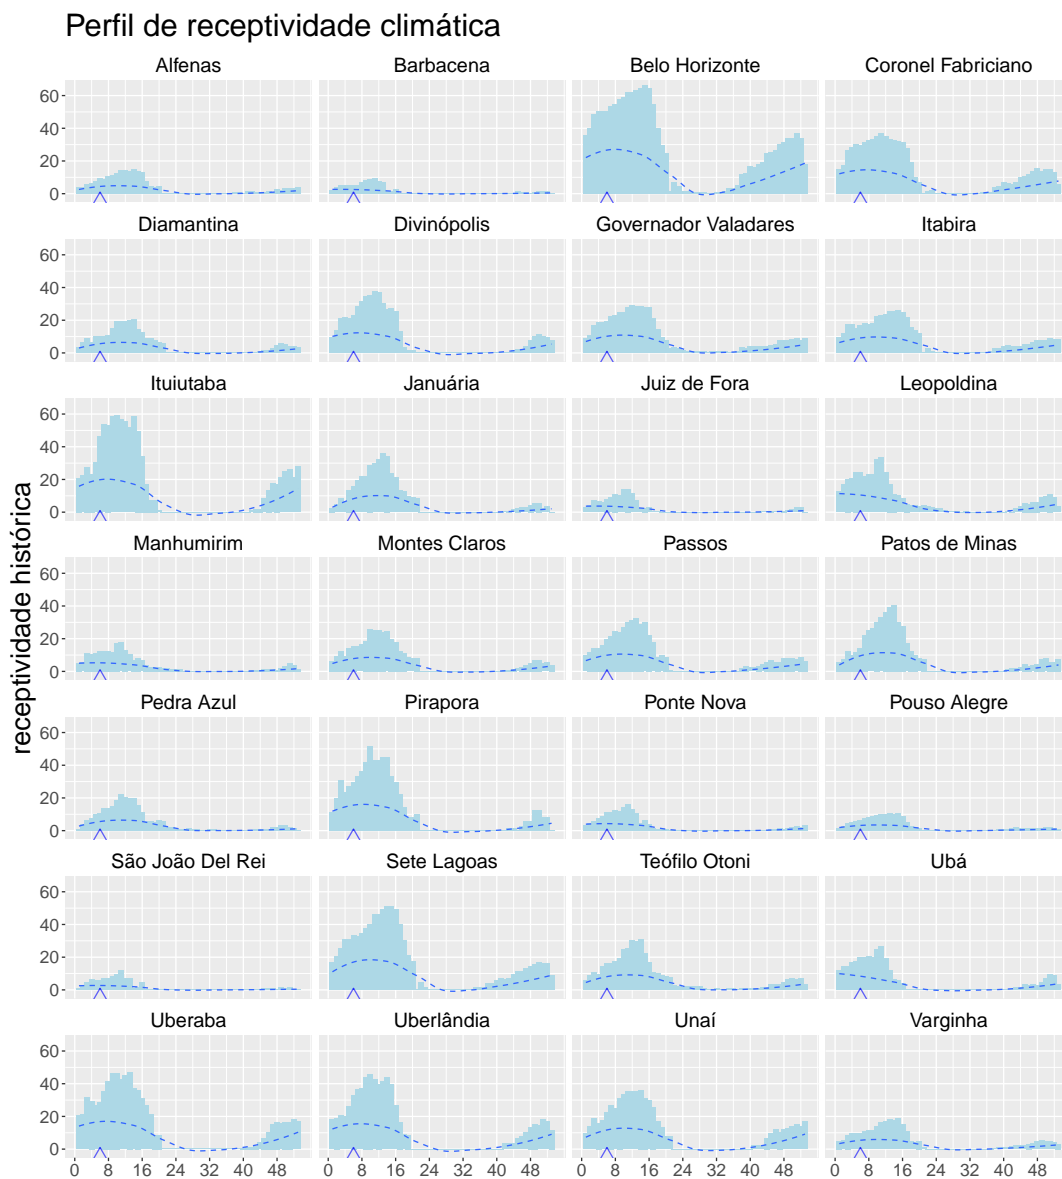 Perfil de receptividade climática
Alfenas Barbacena Belo Horizonte Coronel Fabriciano
60
40
20
0
Diamantina Divinópolis Governador Valadares Itabira
60
40
20
0
Ituiutaba Januária Juiz de Fora Leopoldina
60
40
20
0
receptividade histórica
Manhumirim Montes Claros Passos Patos de Minas
60
40
20
0
Pedra Azul Pirapora Ponte Nova Pouso Alegre
60
40
20
0
São João Del Rei Sete Lagoas Teófilo Otoni Ubá
60
40
20
0
Uberaba Uberlândia Unaí Varginha
60
40
20
0
0 8 16 24 32 40 48 0 8 16 24 32 40 48 0 8 16 24 32 40 48 0 8 16 24 32 40 48